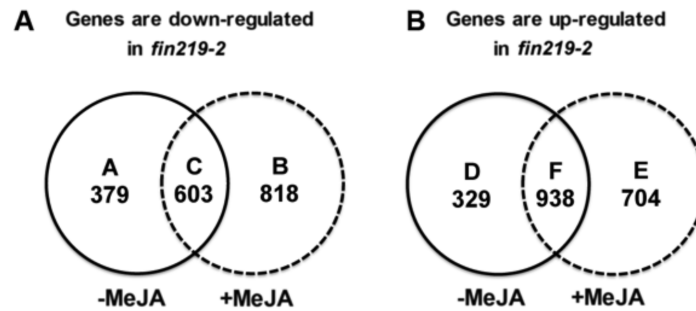 A Genes are down-regulated
in fin219-2
A C B
379 603 818
-MeJA +MeJA
B Genes are up-regulated
in fin219-2
D F E
329 938 704
-MeJA +MeJA